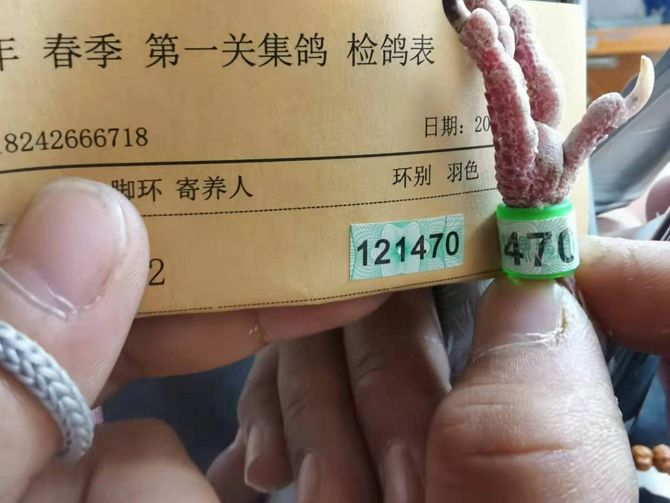 年 春季 第一关集鸽 检鸽表
18242666718 日期: 20
脚环 寄养人 环别 羽色
2 121470 470